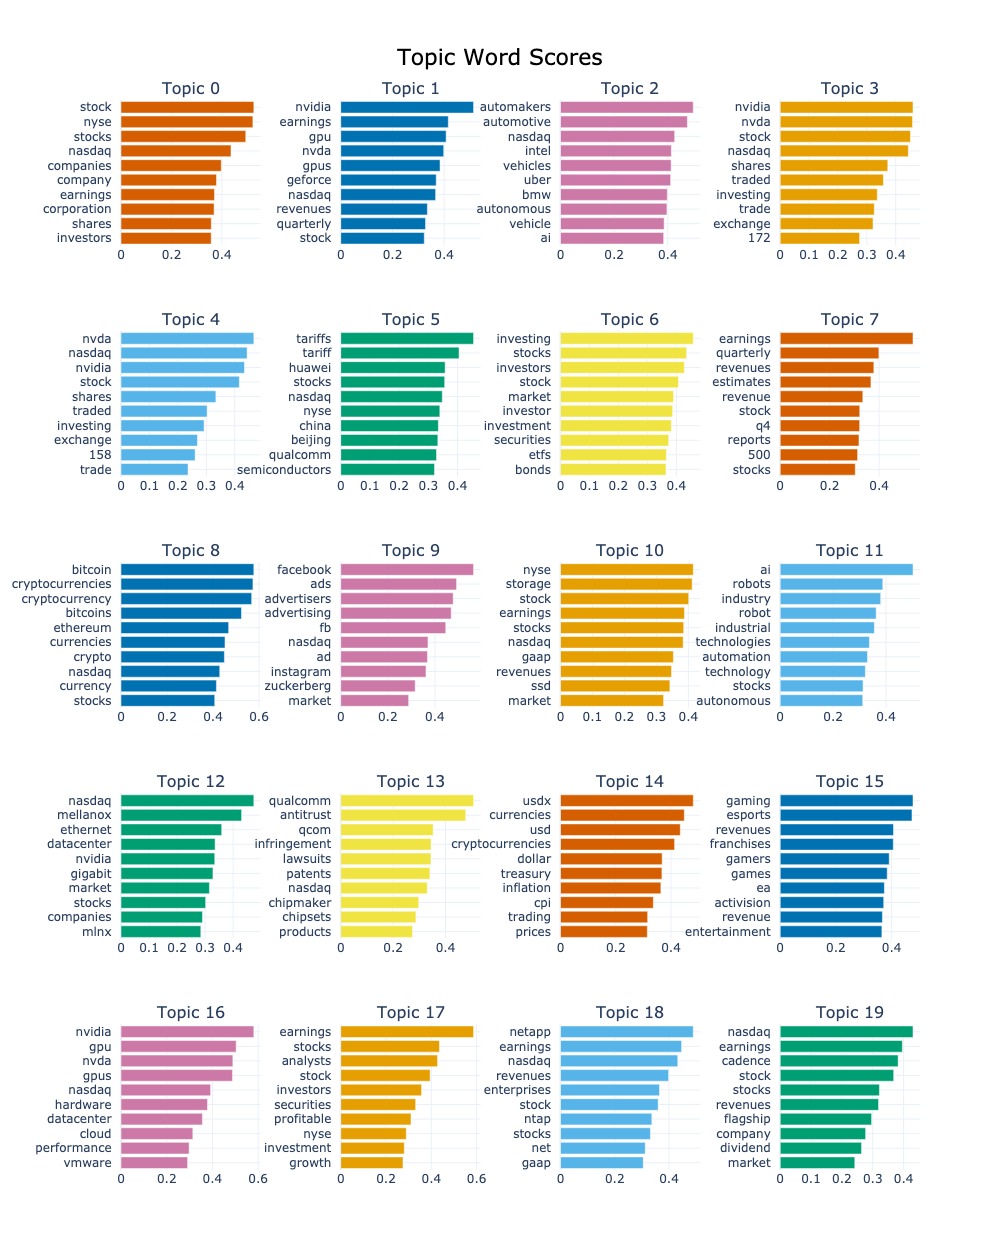 Topic Word Scores
Topic 0
stock
nyse
stocks
nasdaq
companies
company
earnings
corporation
shares
investors
0 0.2 0.4
Topic 1
nvidia
earnings
gpu
nvda
gpus
geforce
nasdaq
revenues
quarterly
stock
0 0.2 0.4
Topic 2
automakers
automotive
nasdaq
intel
vehicles
uber
bmw
autonomous
vehicle
ai
0 0.2 0.4
Topic 3
nvidia
nvda
stock
nasdaq
shares
traded
investing
trade
exchange
172
0 0.1 0.2 0.3 0.4
Topic 4
nvda
nasdaq
nvidia
stock
shares
traded
investing
exchange
158
trade
0 0.1 0.2 0.3 0.4
Topic 5
tariffs
tariff
huawei
stocks
nasdaq
nyse
china
beijing
qualcomm
semiconductors
0 0.1 0.2 0.3 0.4
Topic 6
investing
stocks
investors
stock
market
investor
investment
securities
etfs
bonds
0 0.1 0.2 0.3 0.4
Topic 7
earnings
quarterly
revenues
estimates
revenue
stock
q4
reports
500
stocks
0 0.2 0.4
Topic 8
bitcoin
cryptocurrencies
cryptocurrency
bitcoins
ethereum
currencies
crypto
nasdaq
currency
stocks
0 0.2 0.4 0.6
Topic 9
facebook
ads
advertisers
advertising
fb
nasdaq
ad
instagram
zuckerberg
market
0 0.2 0.4
Topic 10
nyse
storage
stock
earnings
stocks
nasdaq
gaap
revenues
ssd
market
0 0.1 0.2 0.3 0.4
Topic 11
ai
robots
industry
robot
industrial
technologies
automation
technology
stocks
autonomous
0 0.2 0.4
Topic 12
nasdaq
mellanox
ethernet
datacenter
nvidia
gigabit
market
stocks
companies
mlnx
0 0.1 0.2 0.3 0.4
Topic 13
qualcomm
antitrust
qcom
infringement
lawsuits
patents
nasdaq
chipmaker
chipsets
products
0 0.2 0.4
Topic 14
usdx
currencies
usd
cryptocurrencies
dollar
treasury
inflation
cpi
trading
prices
0 0.2 0.4
Topic 15
gaming
esports
revenues
franchises
gamers
games
ea
activision
revenue
entertainment
0 0.2 0.4
Topic 16
nvidia
gpu
nvda
gpus
nasdaq
hardware
datacenter
cloud
performance
vmware
0 0.2 0.4 0.6
Topic 17
earnings
stocks
analysts
stock
investors
securities
profitable
nyse
investment
growth
0 0.2 0.4 0.6
Topic 18
netapp
earnings
nasdaq
revenues
enterprises
stock
ntap
stocks
net
gaap
0 0.2 0.4
Topic 19
nasdaq
earnings
cadence
stock
stocks
revenues
flagship
company
dividend
market
0 0.1 0.2 0.3 0.4